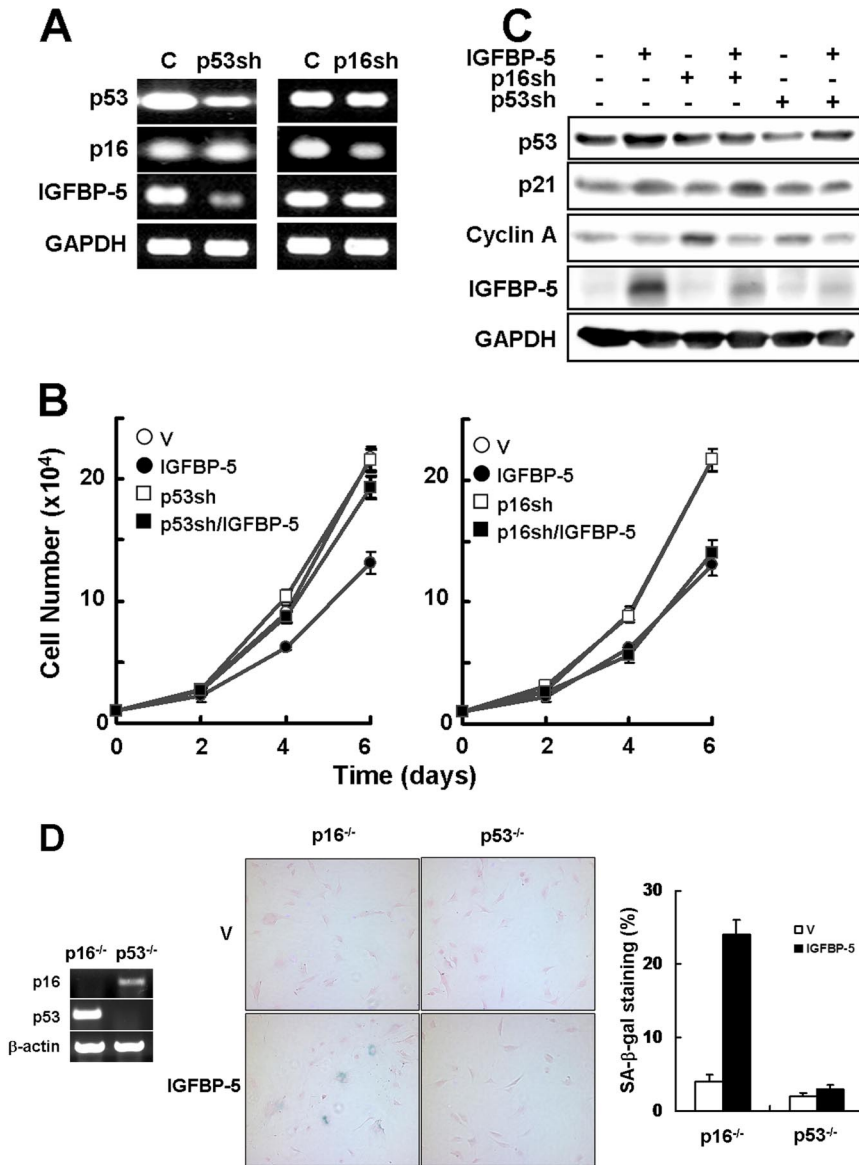 A
C p53sh C p16sh
p53
p16
IGFBP-5
GAPDH
C
IGFBP-5 - + - + - +
p16sh - - + + - -
p53sh - - - - + +
p53
p21
Cyclin A
IGFBP-5
GAPDH
B
Cell Number (x10⁴)
20
10
0
0 2 4 6
V
IGFBP-5
p53sh
p53sh/IGFBP-5
20
10
0
0 2 4 6
V
IGFBP-5
p16sh
p16sh/IGFBP-5
Time (days)
D
p16-/- p53-/-
p16
p53
β-actin
p16-/- p53-/-
V
IGFBP-5
SA-β-gal staining (%)
30
20
10
0
V
IGFBP-5
p16-/- p53-/-